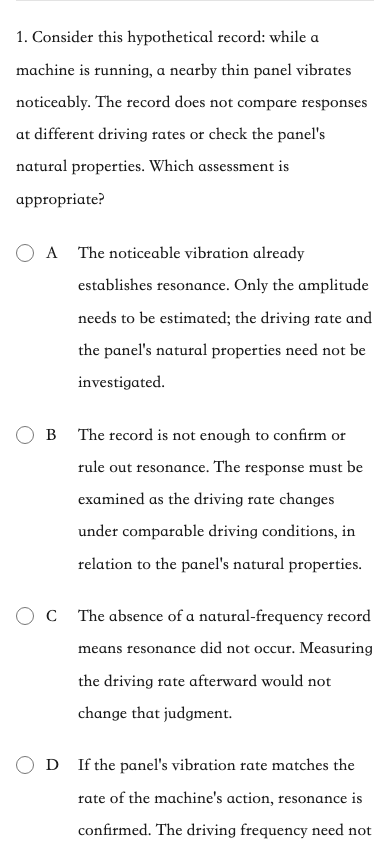 1. Consider this hypothetical record: while a
machine is running, a nearby thin panel vibrates
noticeably. The record does not compare responses
at different driving rates or check the panel's
natural properties. Which assessment is
appropriate?
A The noticeable vibration already
establishes resonance. Only the amplitude
needs to be estimated; the driving rate and
the panel's natural properties need not be
investigated.
B The record is not enough to confirm or
rule out resonance. The response must be
examined as the driving rate changes
under comparable driving conditions, in
relation to the panel's natural properties.
C The absence of a natural-frequency record
means resonance did not occur. Measuring
the driving rate afterward would not
change that judgment.
D If the panel's vibration rate matches the
rate of the machine's action, resonance is
confirmed. The driving frequency need not